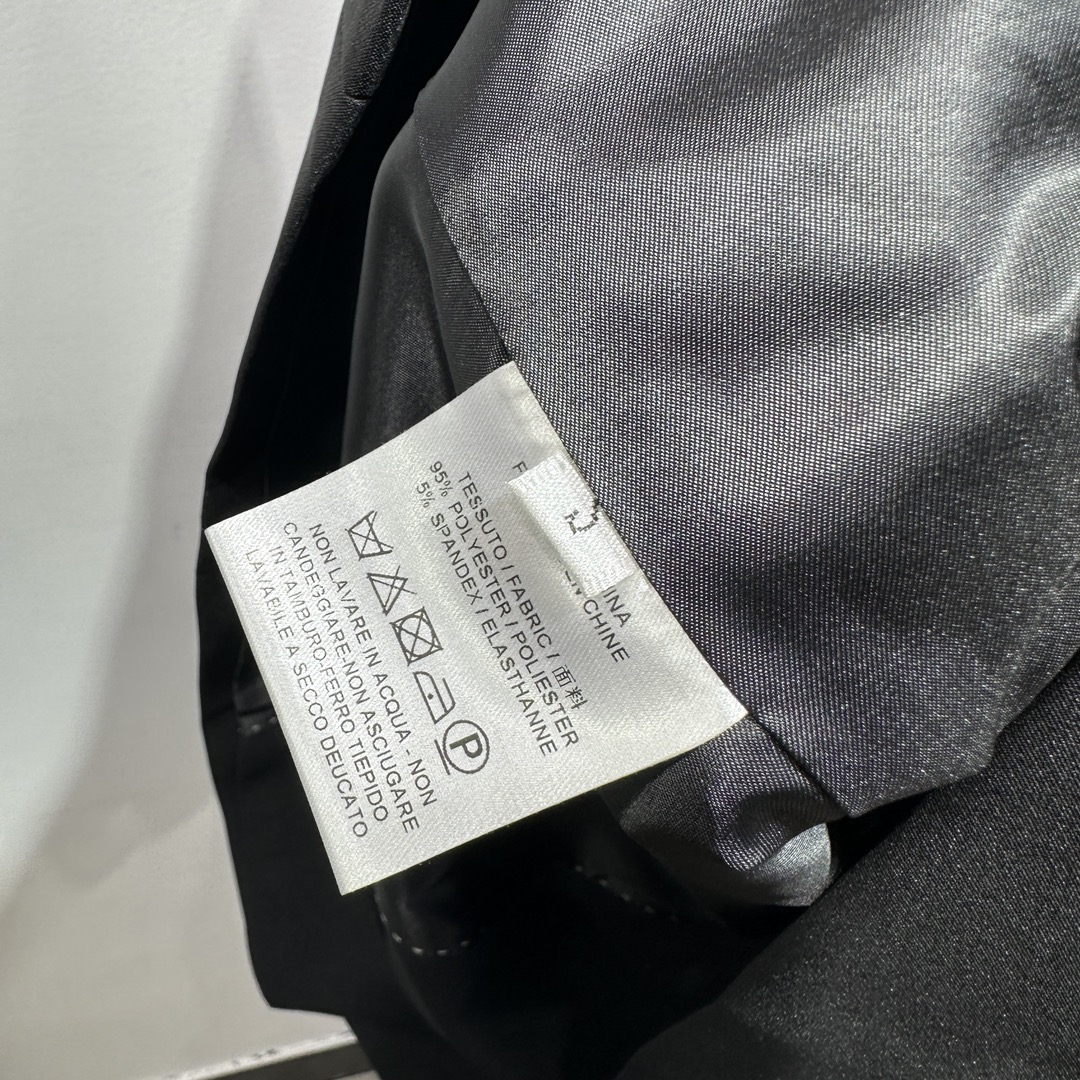 INA
CHINE
TESSUTO / FABRIC / 面料
95% POLYESTER / POLIESTER
5% SPANDEX / ELASTHANNE
P
NON LAVARE IN ACQUA - NON
CANDEGGARE-NON ASCIUGARE
IN TAMBURO-FERRO TIEPIDO
LAVABILE A SECCO DEUCATO